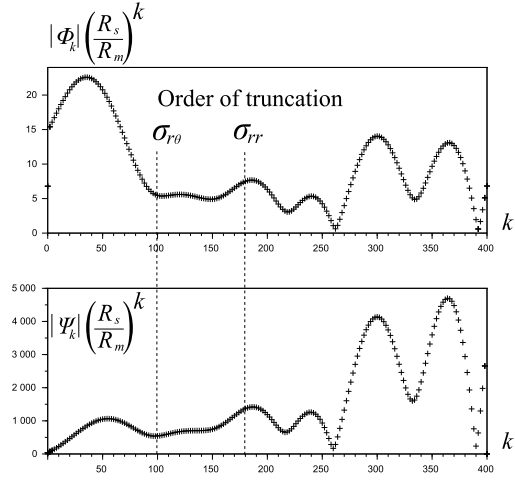 |Φ_k| (R_s/R_m)^k
Order of truncation
σ_rθ σ_rr
20
15
10
5
0
0 50 100 150 200 250 300 350 400 k
|Ψ_k| (R_s/R_m)^k
5 000
4 000
3 000
2 000
1 000
0
50 100 150 200 250 300 350 400 k